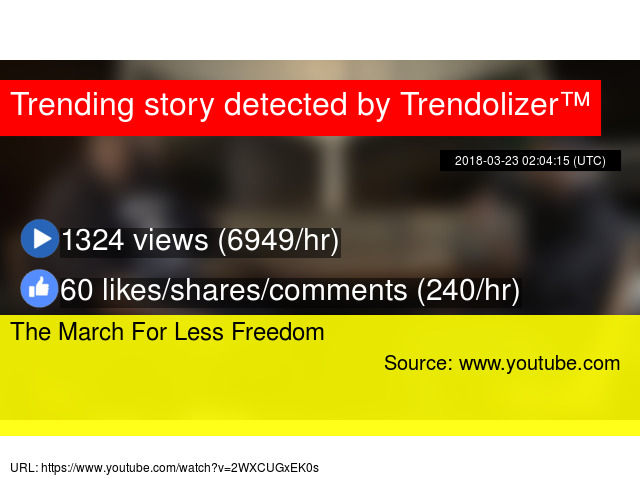 Trending story detected by Trendolizer™
2018-03-23 02:04:15 (UTC)
1324 views (6949/hr)
60 likes/shares/comments (240/hr)
The March For Less Freedom
Source: www.youtube.com
URL: https://www.youtube.com/watch?v=2WXCUGxEK0s